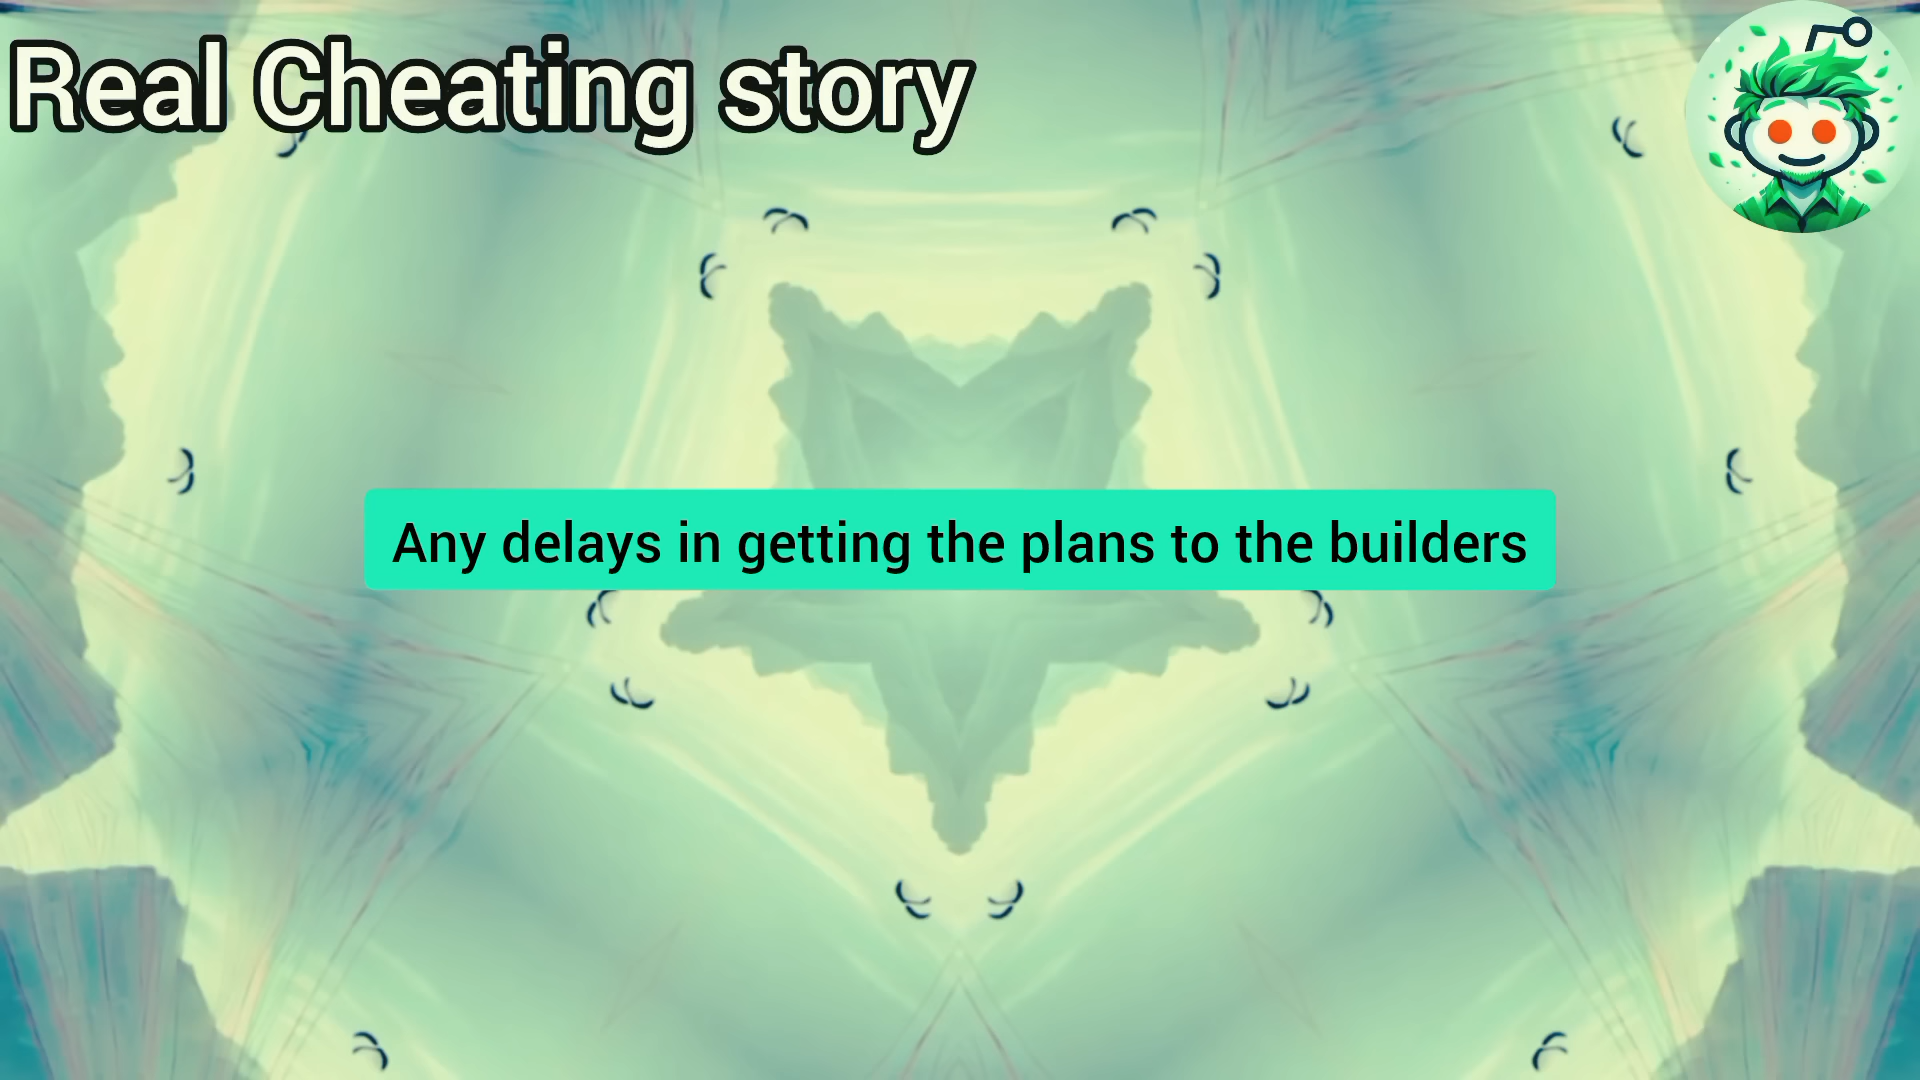 Real Cheating story
Any delays in getting the plans to the builders